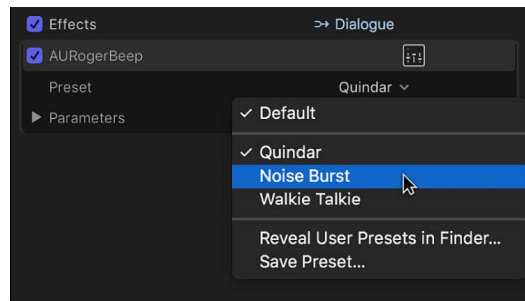 Effects
Dialogue
AURogerBeep
Preset
Quindar
Parameters
Default
Quindar
Noise Burst
Walkie Talkie
Reveal User Presets in Finder...
Save Preset...